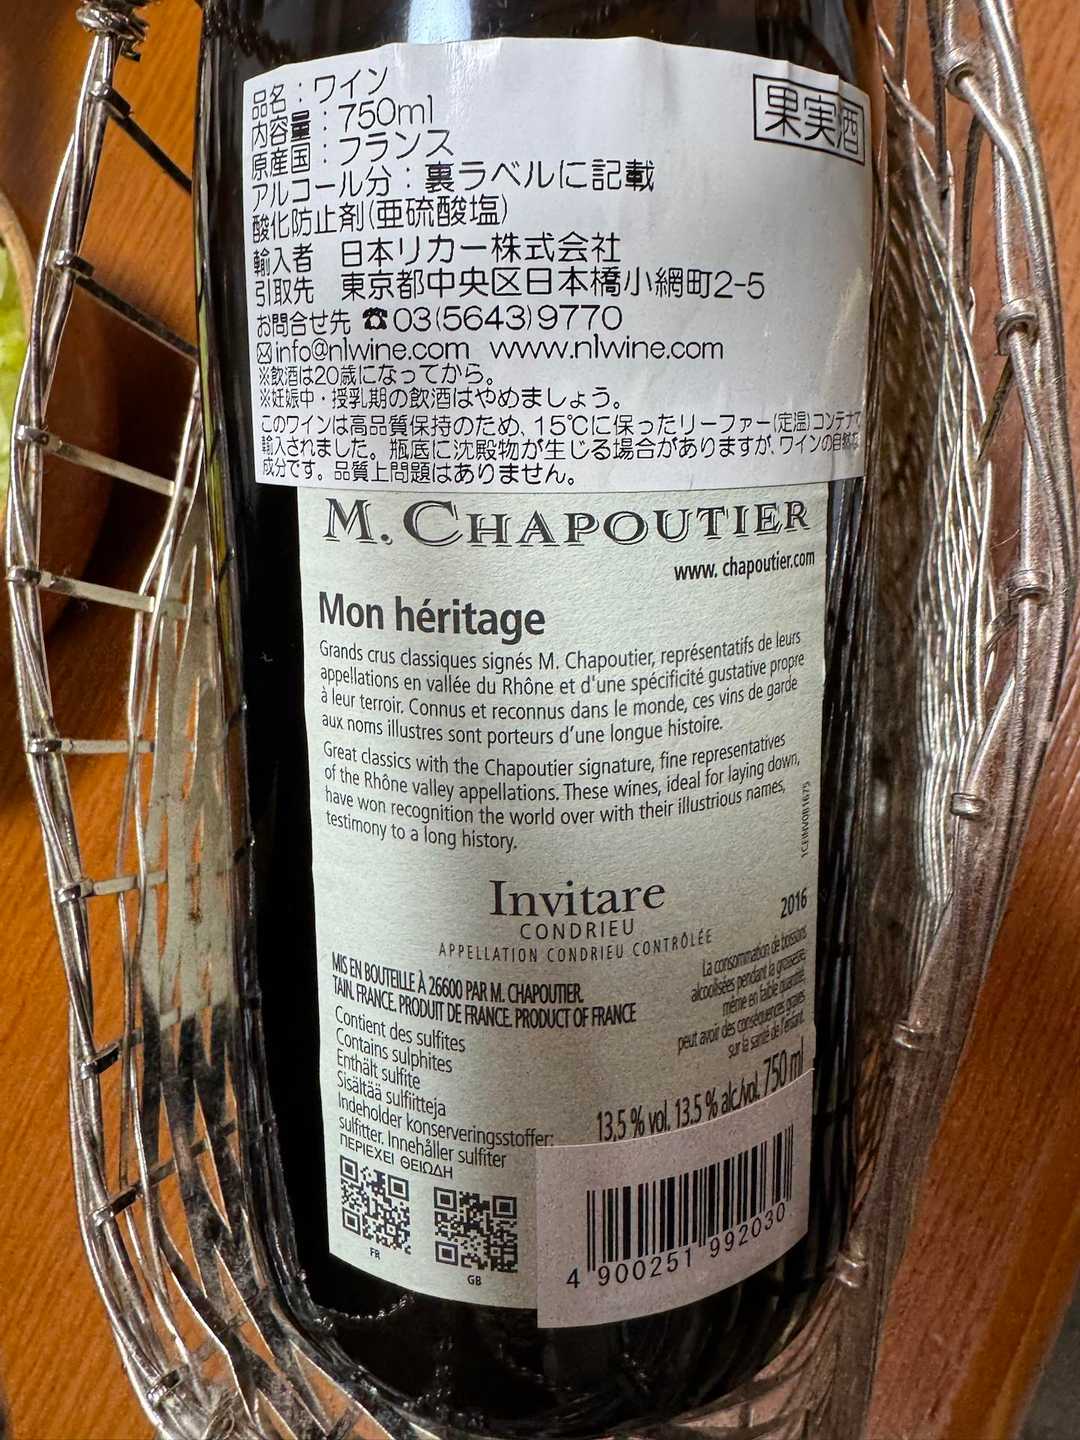 品名：ワイン
果実酒
内容量：750ml
原産国：フランス
アルコール分：裏ラベルに記載
酸化防止剤(亜硫酸塩)
輸入者 日本リカー株式会社
引取先 東京都中央区日本橋小網町2-5
お問合せ先 ☎03(5643)9770
✉info@nlwine.com www.nlwine.com
※飲酒は20歳になってから。
※妊娠中・授乳期の飲酒はやめましょう。
このワインは高品質保持のため、15℃に保ったリーファー(定温)コンテナで
輸入されました。瓶底に沈殿物が生じる場合がありますが、ワインの自然な
成分です。品質上問題はありません。
M. CHAPOUTIER
www. chapoutier.com
Mon héritage
Grands crus classiques signés M. Chapoutier, représentatifs de leurs
appellations en vallée du Rhône et d'une spécificité gustative propre
à leur terroir. Connus et reconnus dans le monde, ces vins de garde
aux noms illustres sont porteurs d'une longue histoire.
Great classics with the Chapoutier signature, fine representatives
of the Rhône valley appellations. These wines, ideal for laying down,
have won recognition the world over with their illustrious names,
testimony to a long history.
Invitare
2016
CONDRIEU
APPELLATION CONDRIEU CONTRÔLÉE
MIS EN BOUTEILLE À 26600 PAR M. CHAPOUTIER.
TAIN. FRANCE. PRODUIT DE FRANCE. PRODUCT OF FRANCE
La consommation de boissons
alcoolisées pendant la grossesse,
même en faible quantité,
peut avoir des conséquences graves
sur la santé de l'enfant.
Contient des sulfites
Contains sulphites
Enthält sulfite
Sisältää sulfiitteja
Indeholder konserveringsstoffer:
sulfitter. Innehåller sulfiter
ΠΕΡΙΕΧΕΙ ΘΕΙΩΔΗ
13,5 % vol. 13.5 % alc./vol. 750 ml
FR
GB
4 900251 992030